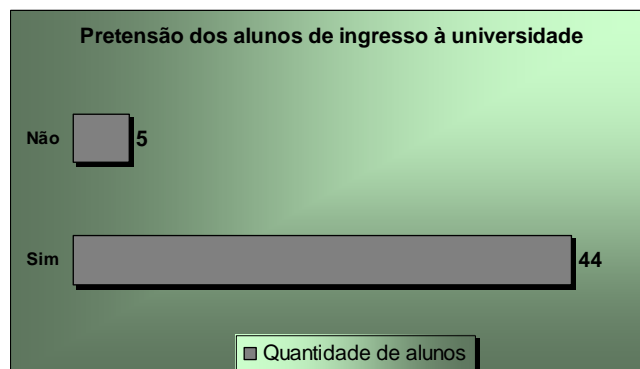 Pretensão dos alunos de ingresso à universidade
Não
5
Sim
44
Quantidade de alunos